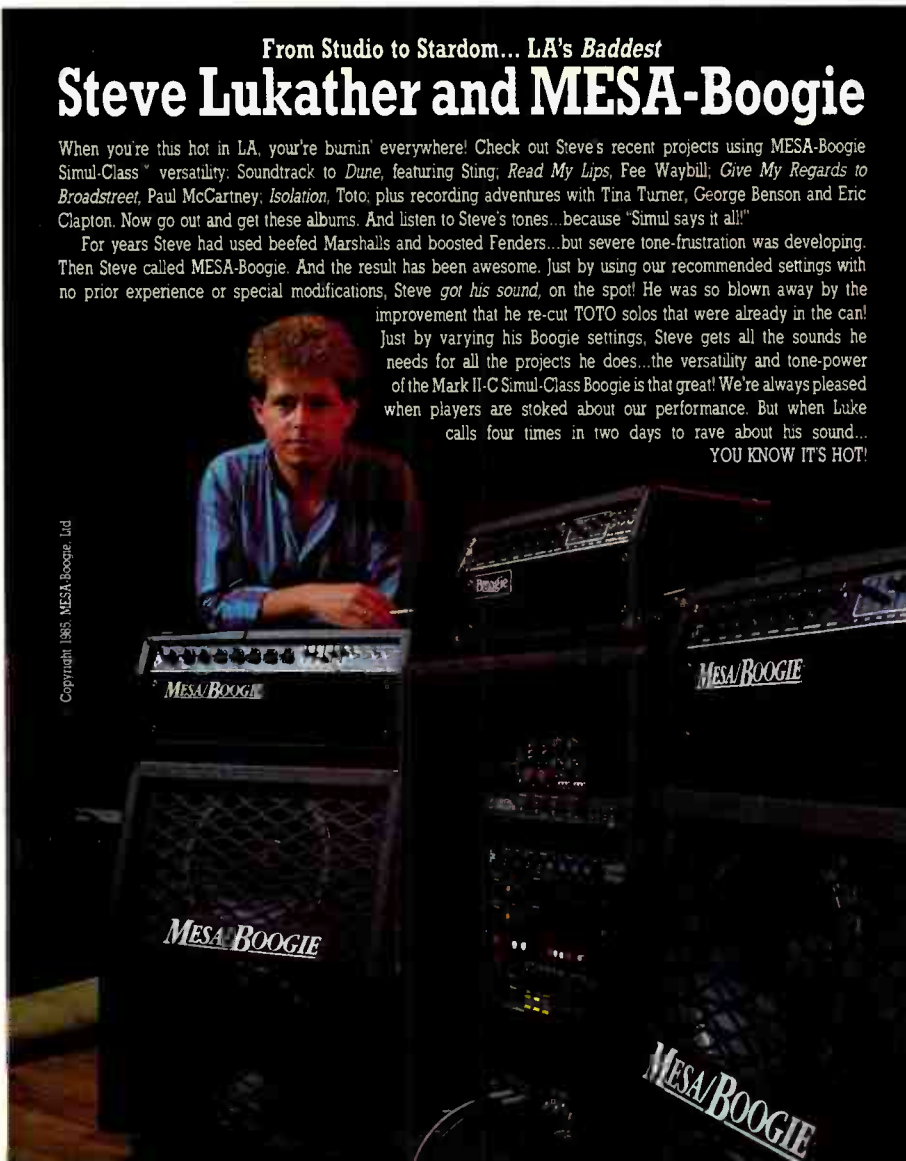 From Studio to Stardom... LA's Baddest
Steve Lukather and MESA-Boogie
When you're this hot in LA, your're burnin' everywhere! Check out Steve's recent projects using MESA-Boogie
Simul-Class™ versatility: Soundtrack to Dune, featuring Sting; Read My Lips, Fee Waybill; Give My Regards to
Broadstreet, Paul McCartney; Isolation, Toto; plus recording adventures with Tina Turner, George Benson and Eric
Clapton. Now go out and get these albums. And listen to Steve's tones...because "Simul says it all!"
For years Steve had used beefed Marshalls and boosted Fenders...but severe tone-frustration was developing.
Then Steve called MESA-Boogie. And the result has been awesome. Just by using our recommended settings with
no prior experience or special modifications, Steve got his sound, on the spot! He was so blown away by the
improvement that he re-cut TOTO solos that were already in the can!
Just by varying his Boogie settings, Steve gets all the sounds he
needs for all the projects he does...the versatility and tone-power
of the Mark II-C Simul-Class Boogie is that great! We're always pleased
when players are stoked about our performance. But when Luke
calls four times in two days to rave about his sound...
YOU KNOW IT'S HOT!
Copyright 1985, MESA-Boogie, Ltd
Boogie
MESA/BOOGIE
MESA/BOOGIE
MESA/BOOGIE
MESA/BOOGIE